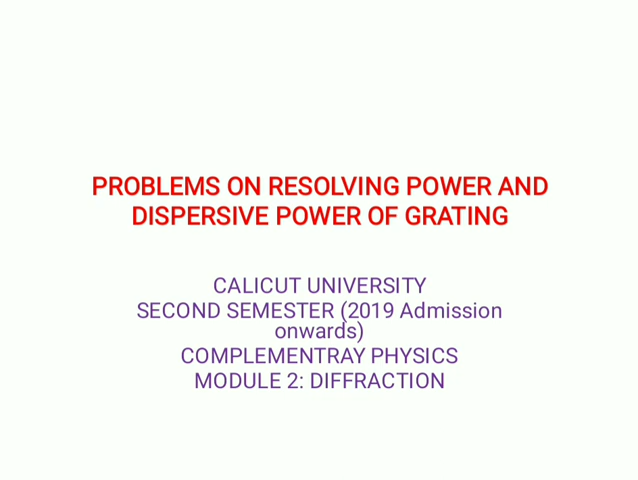 PROBLEMS ON RESOLVING POWER AND
DISPERSIVE POWER OF GRATING
CALICUT UNIVERSITY
SECOND SEMESTER (2019 Admission
onwards)
COMPLEMENTRAY PHYSICS
MODULE 2: DIFFRACTION